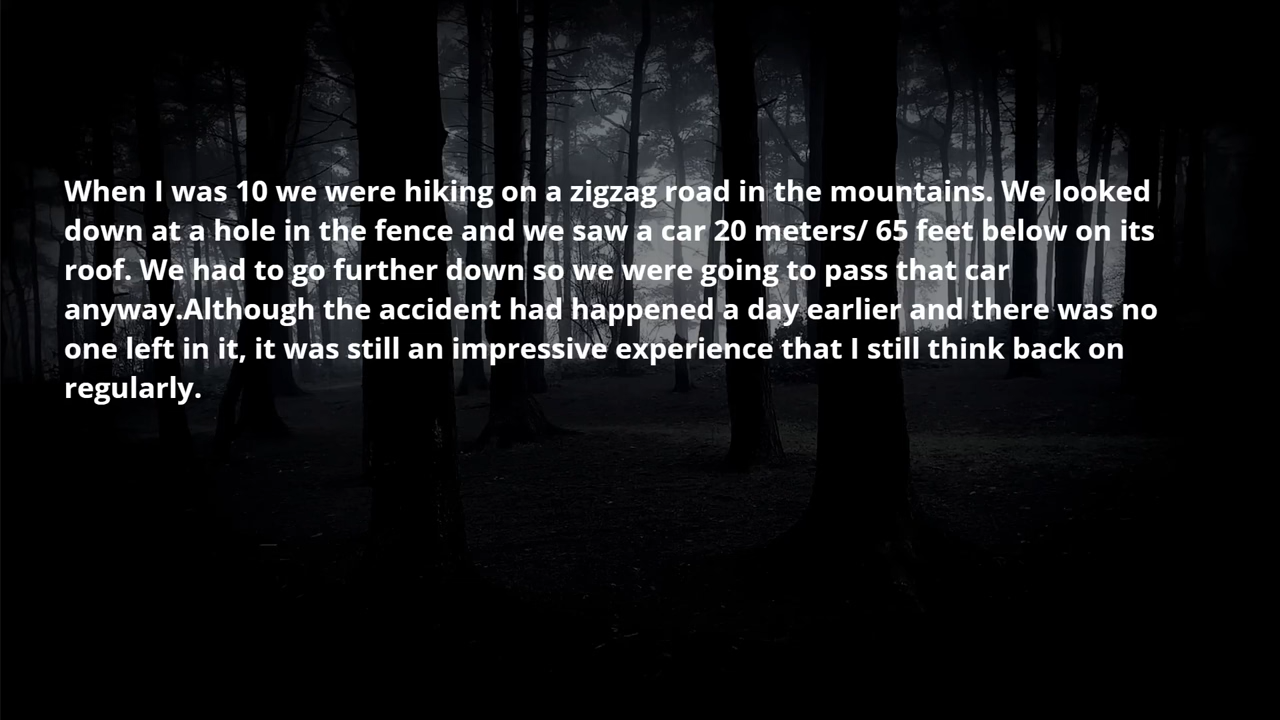 When I was 10 we were hiking on a zigzag road in the mountains. We looked
down at a hole in the fence and we saw a car 20 meters/ 65 feet below on its
roof. We had to go further down so we were going to pass that car
anyway.Although the accident had happened a day earlier and there was no
one left in it, it was still an impressive experience that I still think back on
regularly.